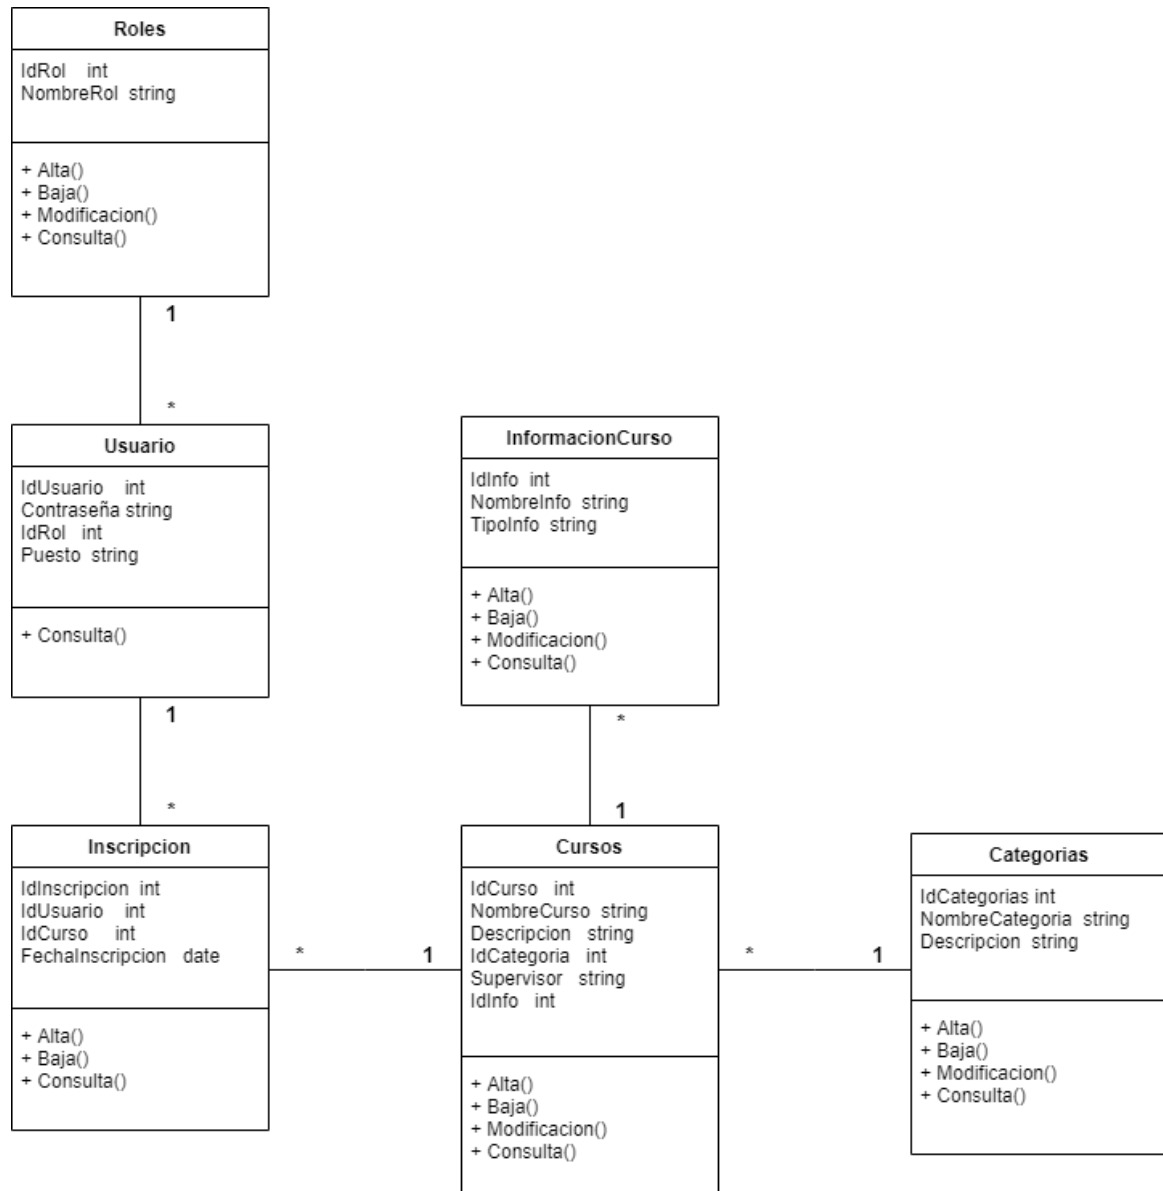 Roles
IdRol int
NombreRol string
+ Alta()
+ Baja()
+ Modificacion()
+ Consulta()
1
*
Usuario
IdUsuario int
Contraseña string
IdRol int
Puesto string
+ Consulta()
1
*
InformacionCurso
IdInfo int
NombreInfo string
TipoInfo string
+ Alta()
+ Baja()
+ Modificacion()
+ Consulta()
*
1
Inscripcion
IdInscripcion int
IdUsuario int
IdCurso int
FechaInscripcion date
+ Alta()
+ Baja()
+ Consulta()
*
1
Cursos
IdCurso int
NombreCurso string
Descripcion string
IdCategoria int
Supervisor string
IdInfo int
+ Alta()
+ Baja()
+ Modificacion()
+ Consulta()
*
1
Categorias
IdCategorias int
NombreCategoria string
Descripcion string
+ Alta()
+ Baja()
+ Modificacion()
+ Consulta()